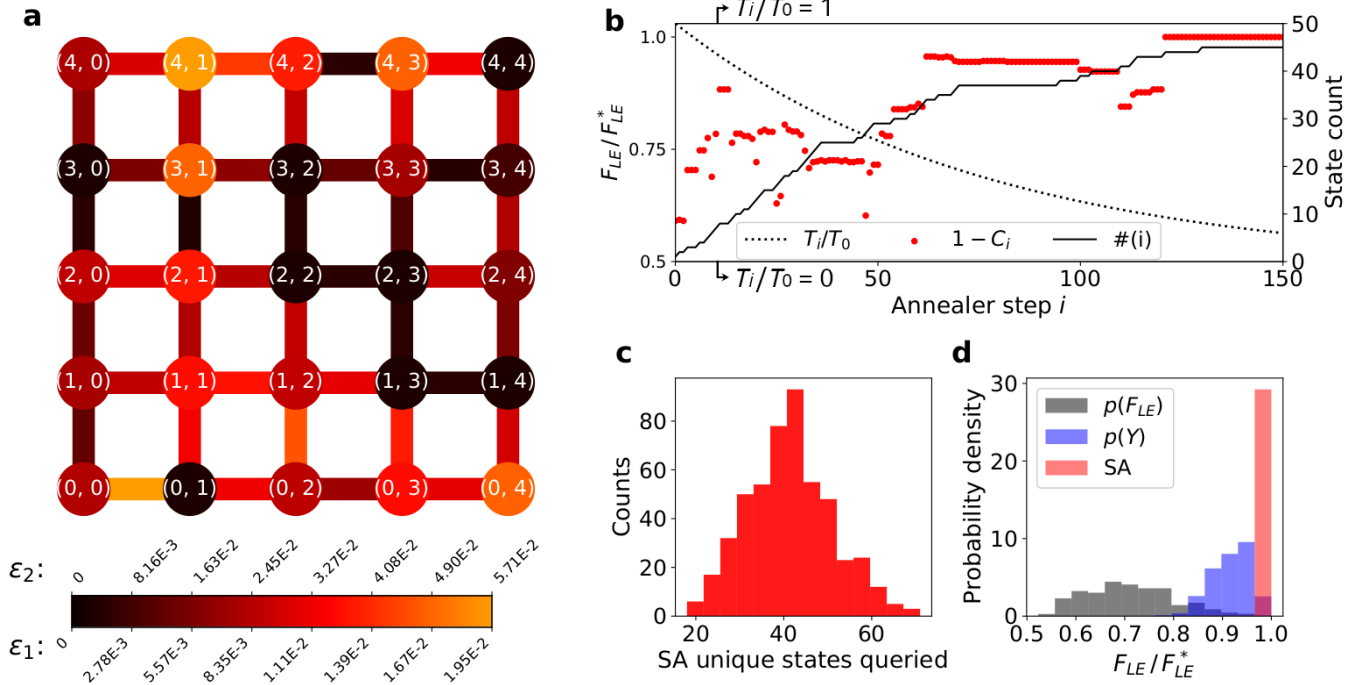 a
(4, 0) (4, 1) (4, 2) (4, 3) (4, 4)
(3, 0) (3, 1) (3, 2) (3, 3) (3, 4)
(2, 0) (2, 1) (2, 2) (2, 3) (2, 4)
(1, 0) (1, 1) (1, 2) (1, 3) (1, 4)
(0, 0) (0, 1) (0, 2) (0, 3) (0, 4)
ε2:
0 8.16E-3 1.63E-2 2.45E-2 3.27E-2 4.08E-2 4.90E-2 5.71E-2
ε1:
0 2.78E-3 5.57E-3 8.35E-3 1.11E-2 1.39E-2 1.67E-2 1.95E-2
b
Ti/T0 = 1
F_LE/F*_LE
1.0
0.75
0.5
State count
50
40
30
20
10
0
Ti/T0 1 − Ci #(i)
Ti/T0 = 0
0 50 100 150
Annealer step i
c
Counts
80
60
40
20
0
20 40 60
SA unique states queried
d
Probability density
30
20
10
0
p(F_LE)
p(Y)
SA
0.5 0.6 0.7 0.8 0.9 1.0
F_LE/F*_LE